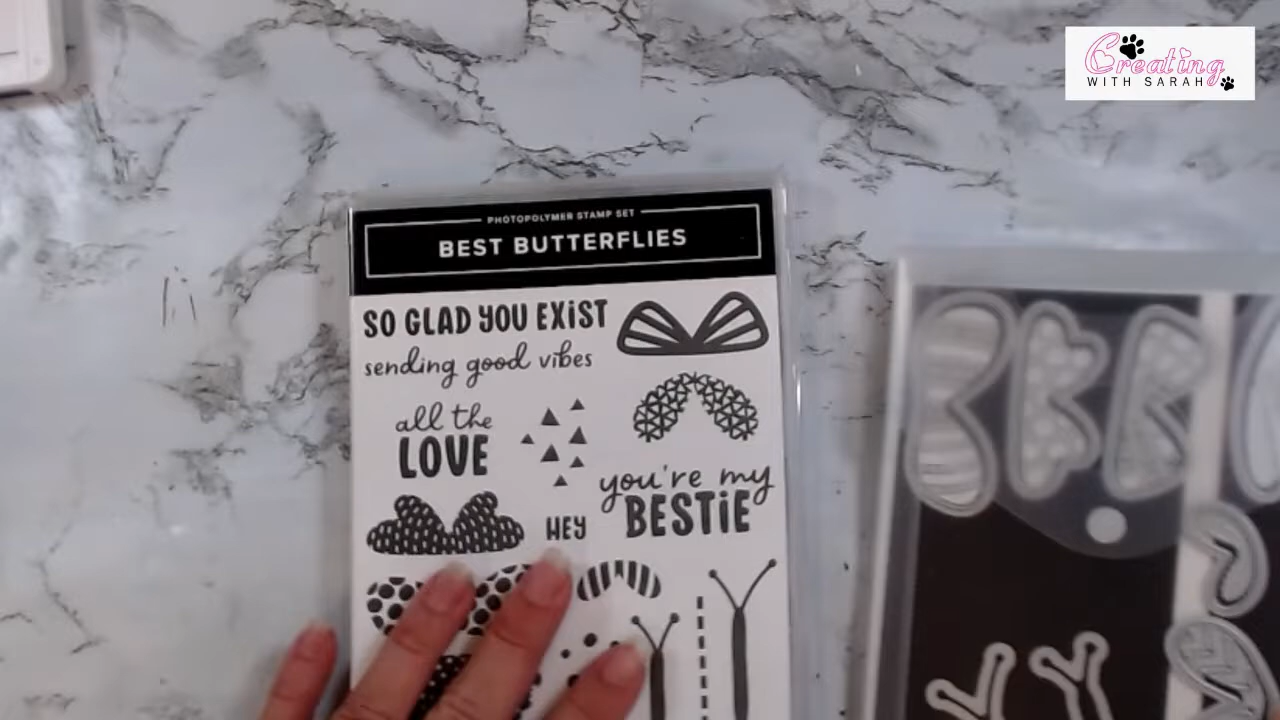 Creating
WITH SARAH
PHOTOPOLYMER STAMP SET
BEST BUTTERFLIES
SO GLAD YOU EXiST
sending good vibes
all the
LOVE
you're my
BESTiE
HEY